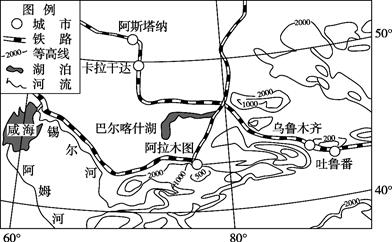 图 例
城 市
铁 路
2000 等高线
湖 泊
河 流
阿斯塔纳
卡拉干达
巴尔喀什湖
阿拉木图
乌鲁木齐
吐鲁番
咸海
锡
尔
河
阿
姆
河
2000
2000
1000
200
500
1000
2000
50°
40°
60°
80°